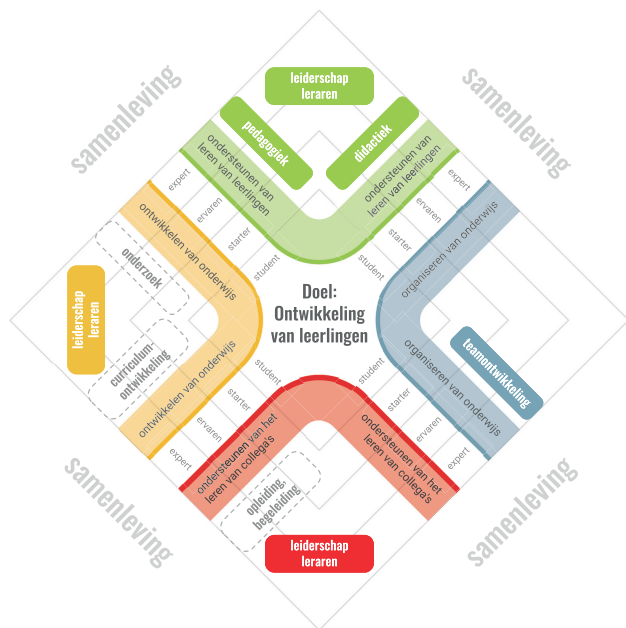 samenleving
samenleving
leiderschap
leraren
pedagogiek
didactiek
ondersteunen van
leren van leerlingen
ondersteunen van
leren van leerlingen
expert
ervaren
starter
student
expert
ervaren
starter
student
ontwikkelen van onderwijs
onderzoek
leiderschap
leraren
curriculum-
ontwikkeling
ontwikkelen van onderwijs
Doel:
Ontwikkeling
van leerlingen
organiseren van onderwijs
organiseren van onderwijs
teamontwikkeling
student
starter
ervaren
expert
student
starter
ervaren
expert
ondersteunen van het
leren van collega's
ondersteunen van het
leren van collega's
opleiding,
begeleiding
leiderschap
leraren
samenleving
samenleving